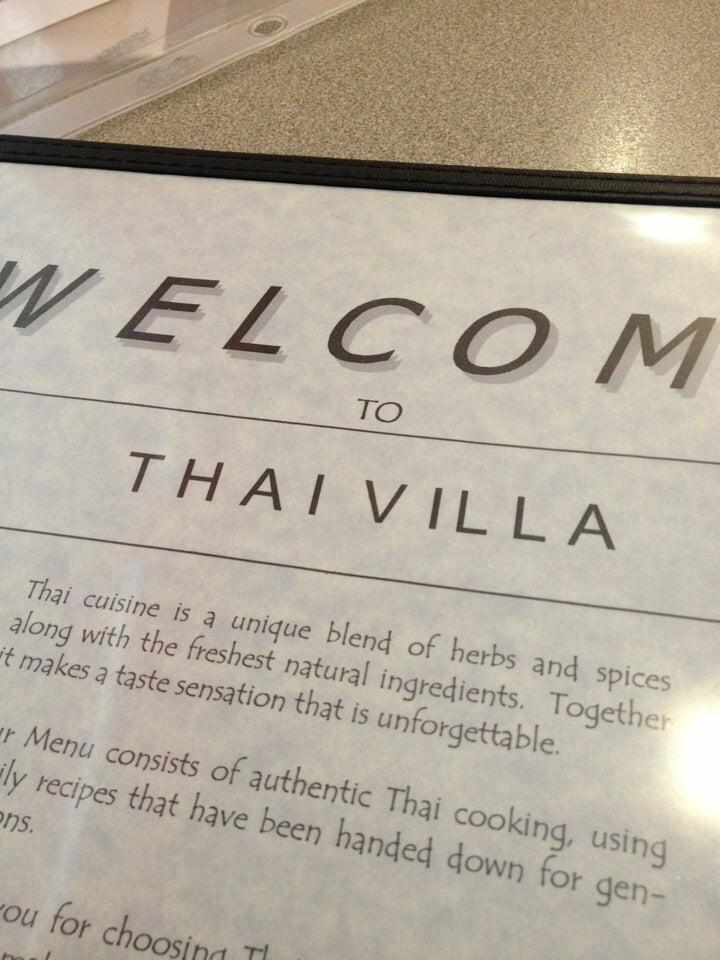 WELCOM
TO
THAI VILLA
Thai cuisine is a unique blend of herbs and spices
along with the freshest natural ingredients. Together
it makes a taste sensation that is unforgettable.
ur Menu consists of authentic Thai cooking, using
ily recipes that have been handed down for gen-
ons.
you for choosing